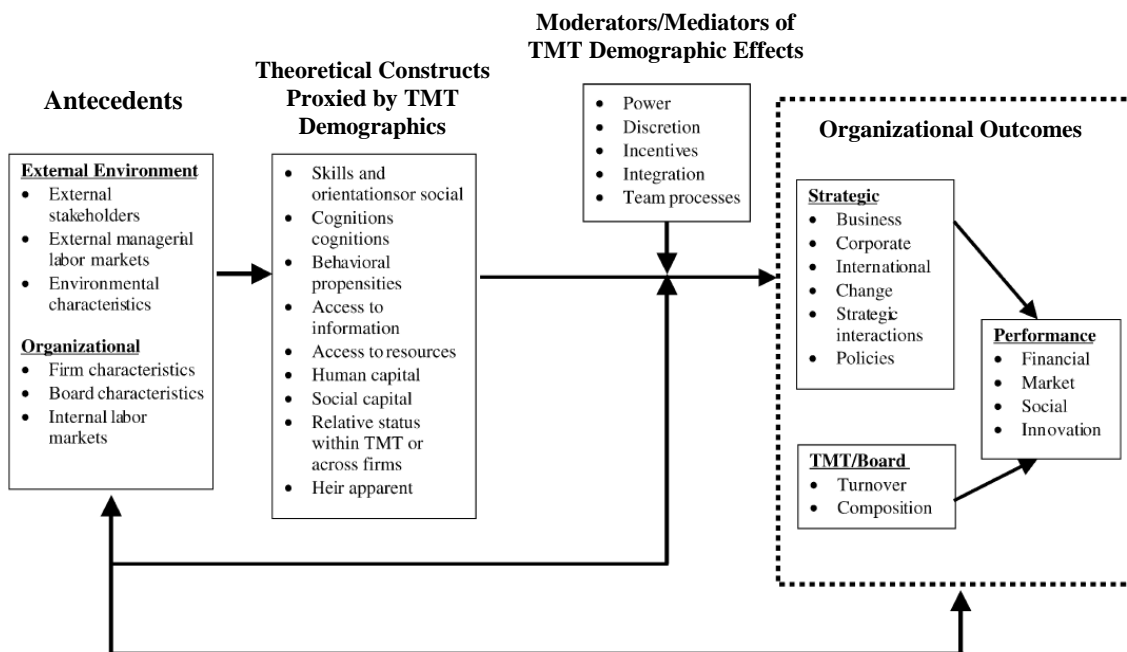 Moderators/Mediators of
TMT Demographic Effects
Theoretical Constructs
Proxied by TMT
Demographics
Antecedents
• Power
• Discretion
• Incentives
• Integration
• Team processes
Organizational Outcomes
External Environment
• External
stakeholders
• External managerial
labor markets
• Environmental
characteristics
Organizational
• Firm characteristics
• Board characteristics
• Internal labor
markets
• Skills and
orientationsor social
• Cognitions
cognitions
• Behavioral
propensities
• Access to
information
• Access to resources
• Human capital
• Social capital
• Relative status
within TMT or
across firms
• Heir apparent
Strategic
• Business
• Corporate
• International
• Change
• Strategic
interactions
• Policies
TMT/Board
• Turnover
• Composition
Performance
• Financial
• Market
• Social
• Innovation